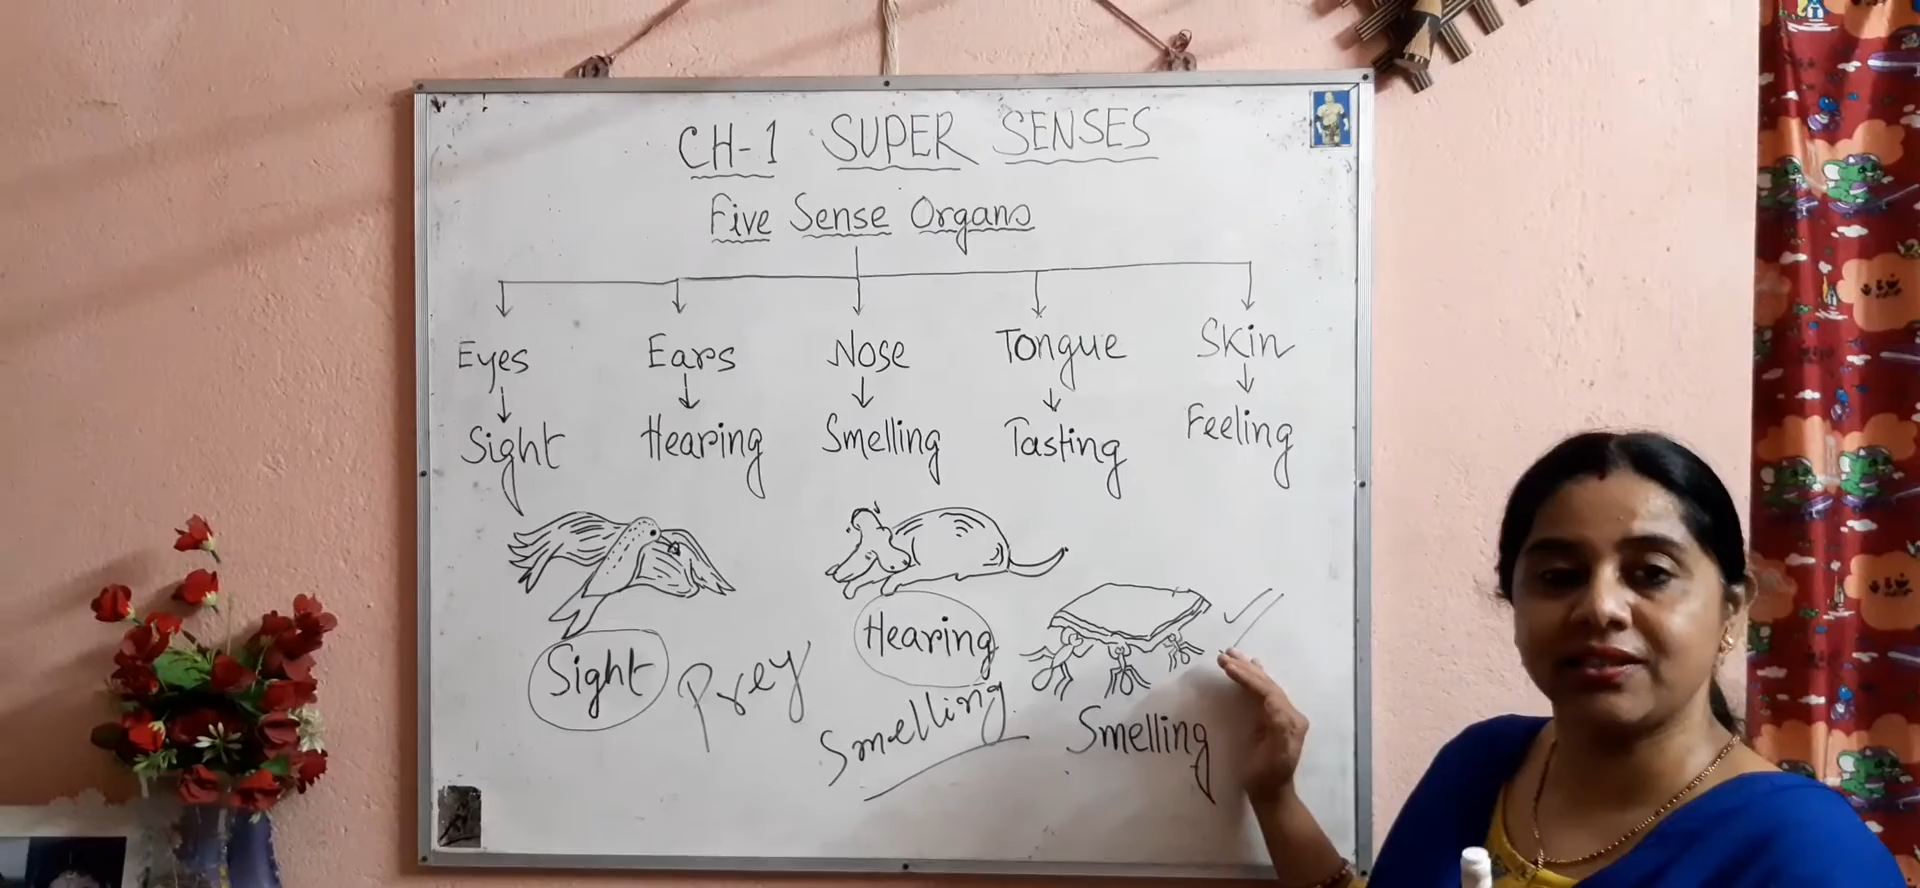 CH-1 SUPER SENSES
Five Sense Organs
Eyes Ears Nose Tongue Skin
Sight Hearing Smelling Tasting Feeling
Sight Prey Hearing
Smelling Smelling